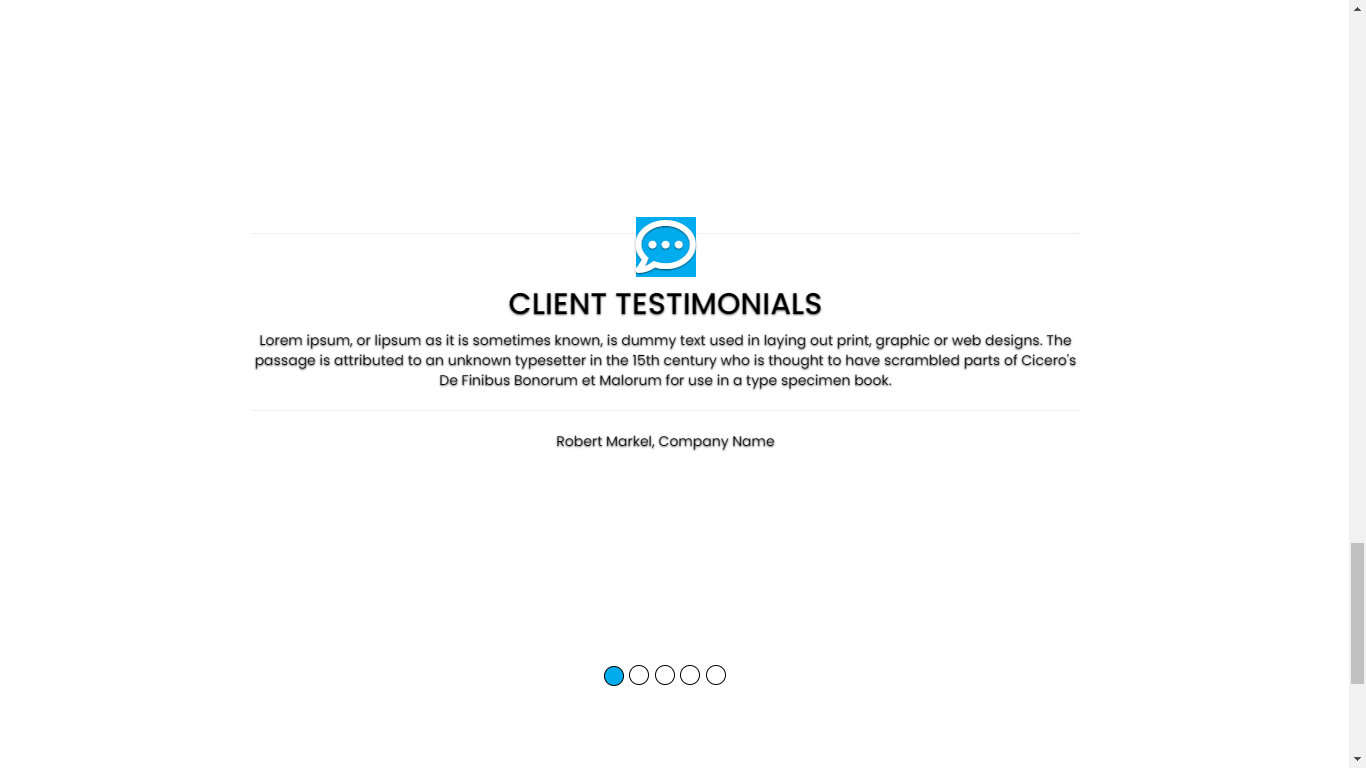 CLIENT TESTIMONIALS
Lorem ipsum, or lipsum as it is sometimes known, is dummy text used in laying out print, graphic or web designs. The
passage is attributed to an unknown typesetter in the 15th century who is thought to have scrambled parts of Cicero's
De Finibus Bonorum et Malorum for use in a type specimen book.
Robert Markel, Company Name